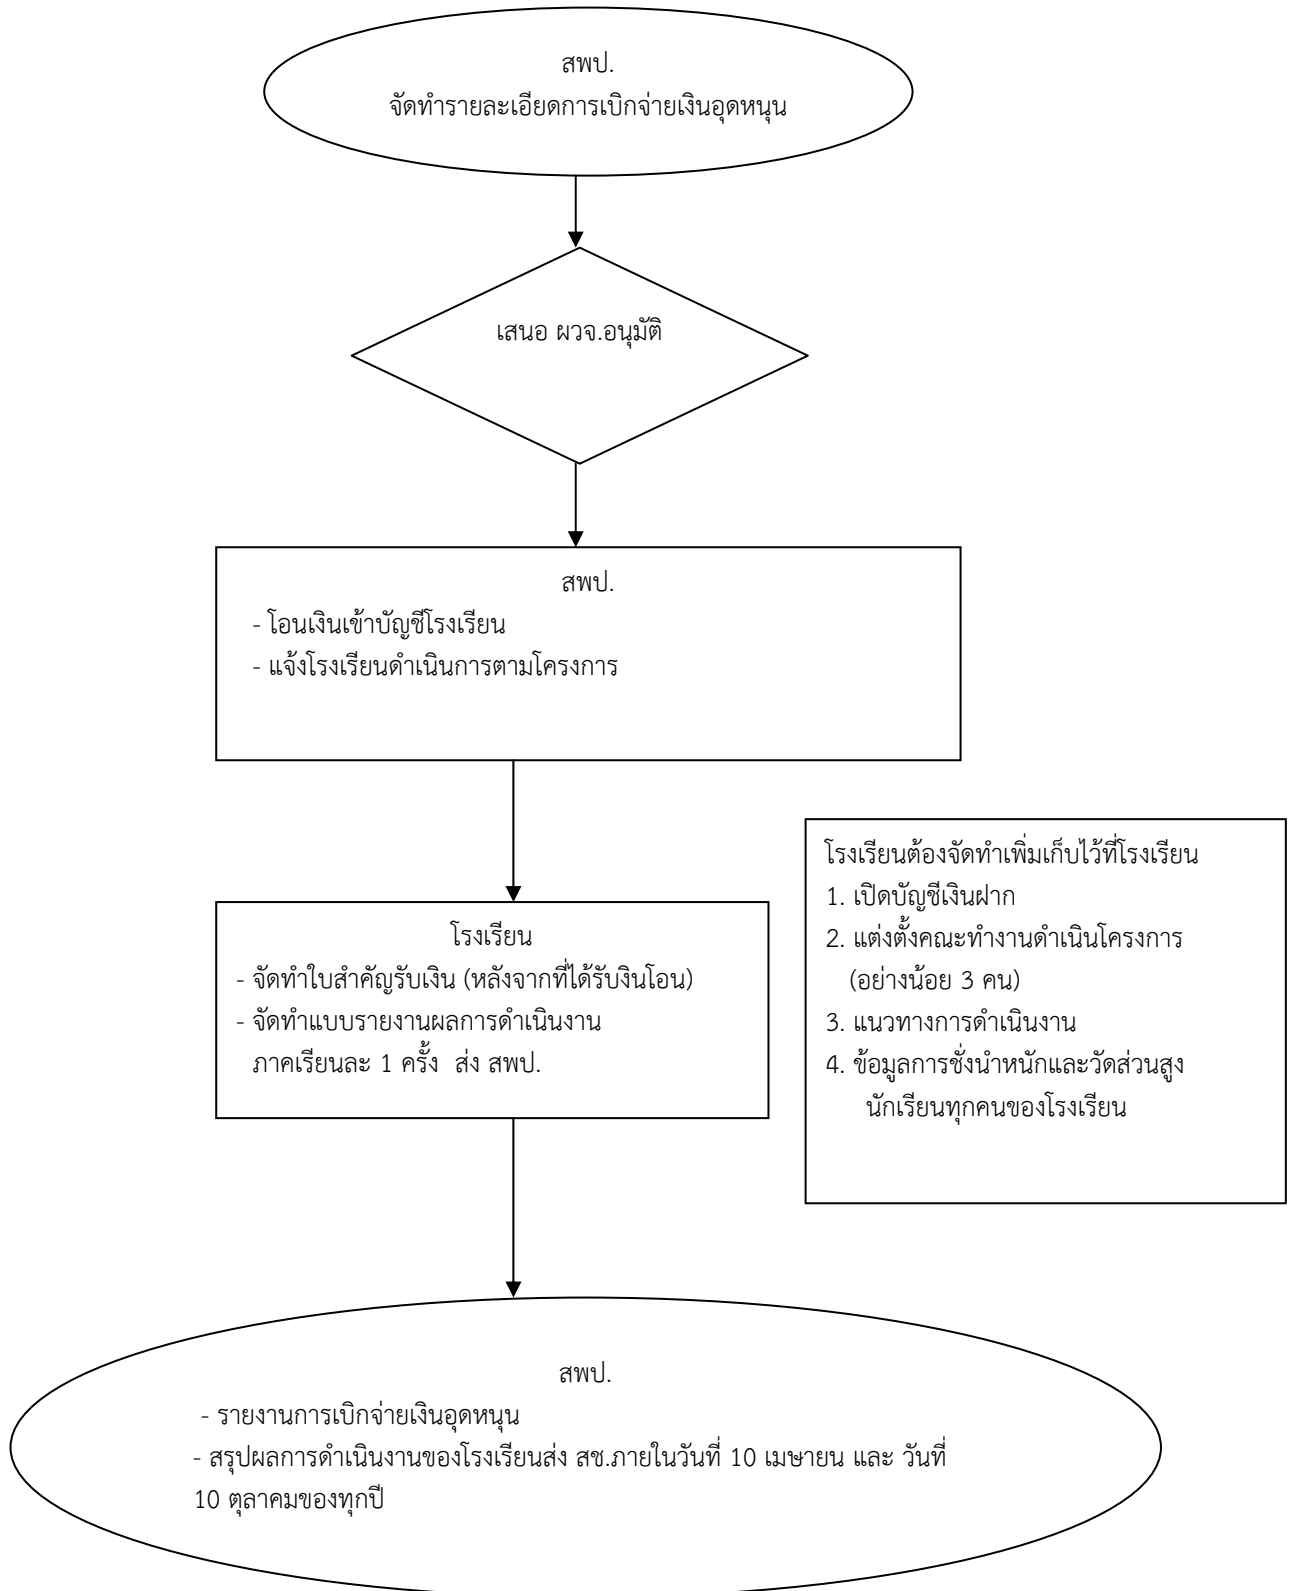 สพป.
จัดทำรายละเอียดการเบิกจ่ายเงินอุดหนุน
เสนอ ผวจ.อนุมัติ
สพป.
- โอนเงินเข้าบัญชีโรงเรียน
- แจ้งโรงเรียนดำเนินการตามโครงการ
โรงเรียน
- จัดทำใบสำคัญรับเงิน (หลังจากที่ได้รับงินโอน)
- จัดทำแบบรายงานผลการดำเนินงาน
ภาคเรียนละ 1 ครั้ง ส่ง สพป.
โรงเรียนต้องจัดทำเพิ่มเก็บไว้ที่โรงเรียน
1. เปิดบัญชีเงินฝาก
2. แต่งตั้งคณะทำงานดำเนินโครงการ
(อย่างน้อย 3 คน)
3. แนวทางการดำเนินงาน
4. ข้อมูลการชั่งนำหนักและวัดส่วนสูง
นักเรียนทุกคนของโรงเรียน
สพป.
- รายงานการเบิกจ่ายเงินอุดหนุน
- สรุปผลการดำเนินงานของโรงเรียนส่ง สช.ภายในวันที่ 10 เมษายน และ วันที่
10 ตุลาคมของทุกปี